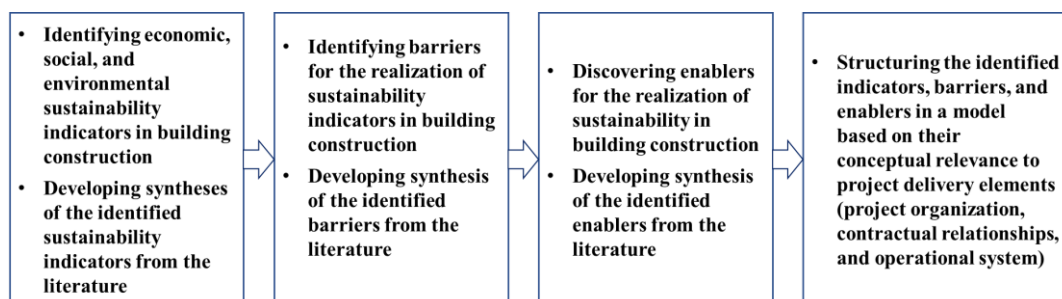 • Identifying economic,
social, and
environmental
sustainability
indicators in building
construction
• Developing syntheses
of the identified
sustainability
indicators from the
literature
• Identifying barriers
for the realization of
sustainability
indicators in building
construction
• Developing synthesis
of the identified
barriers from the
literature
• Discovering enablers
for the realization of
sustainability in
building construction
• Developing synthesis
of the identified
enablers from the
literature
• Structuring the identified
indicators, barriers, and
enablers in a model
based on their
conceptual relevance to
project delivery elements
(project organization,
contractual relationships,
and operational system)